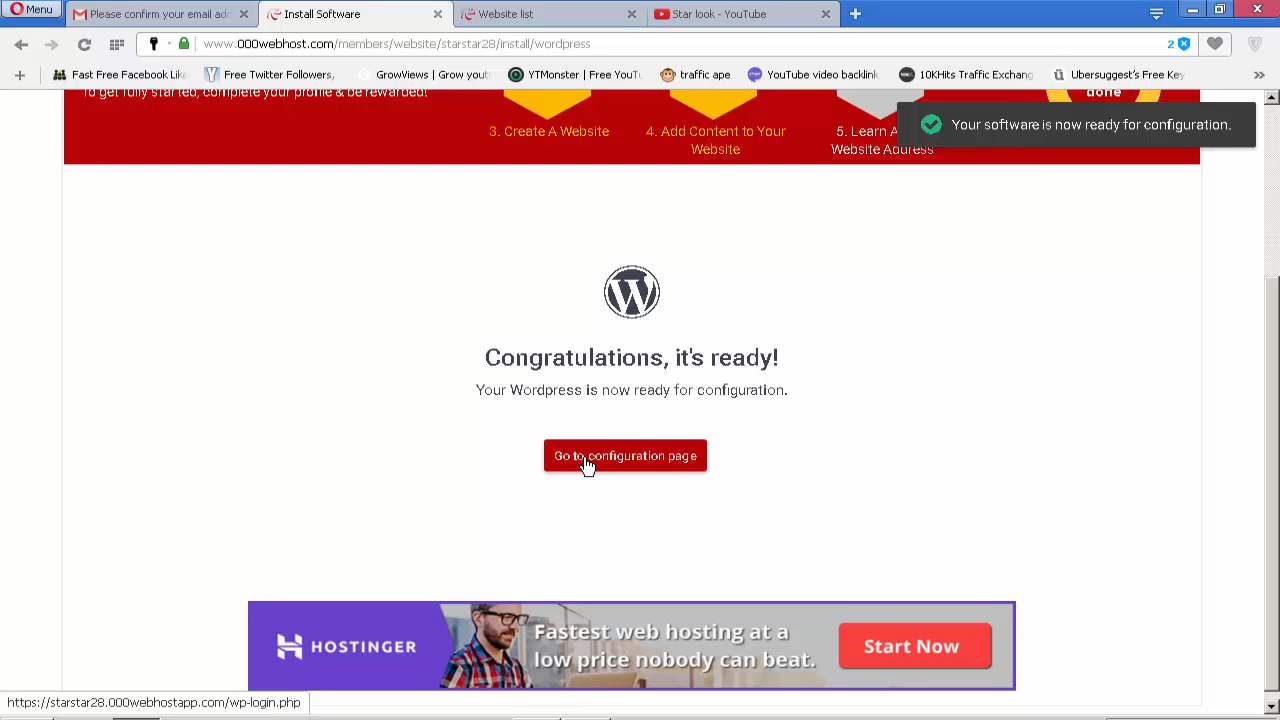 Menu
Please confirm your email ad
Install Software
Website list
Star look - YouTube
www.000webhost.com/members/website/starstar28/install/wordpress
2
Fast Free Facebook Lik
Free Twitter Followers,
GrowViews | Grow yout
YTMonster | Free YouTu
traffic ape
YouTube video backlink
10KHits Traffic Exchang
Ubersuggest's Free Key
To get fully started, complete your profile & be rewarded!
done
Your software is now ready for configuration.
3. Create A Website
4. Add Content to Your
Website
5. Learn A
Website Address
Congratulations, it's ready!
Your Wordpress is now ready for configuration.
Go to configuration page
HOSTINGER
Fastest web hosting at a
low price nobody can beat.
Start Now
https://starstar28.000webhostapp.com/wp-login.php